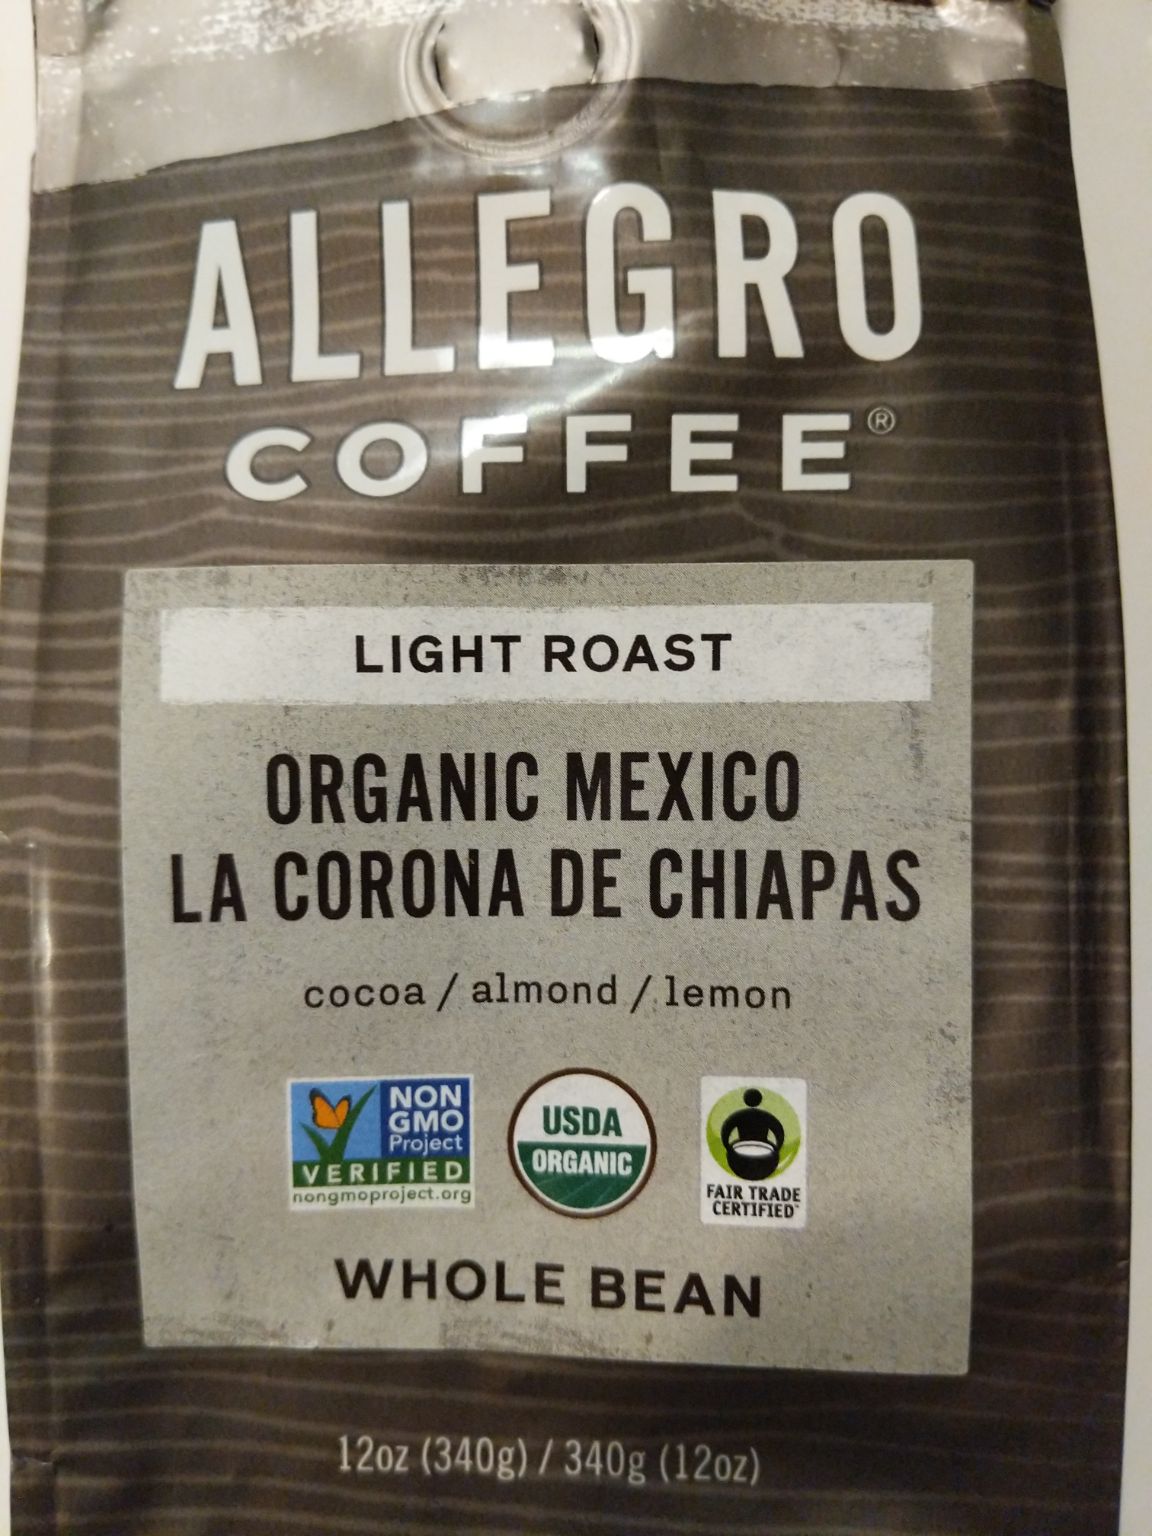 ALLEGRO
COFFEE®
LIGHT ROAST
ORGANIC MEXICO
LA CORONA DE CHIAPAS
cocoa / almond / lemon
NON
GMO
Project
VERIFIED
nongmoproject.org
USDA
ORGANIC
FAIR TRADE
CERTIFIED™
WHOLE BEAN
12oz (340g) / 340g (12oz)